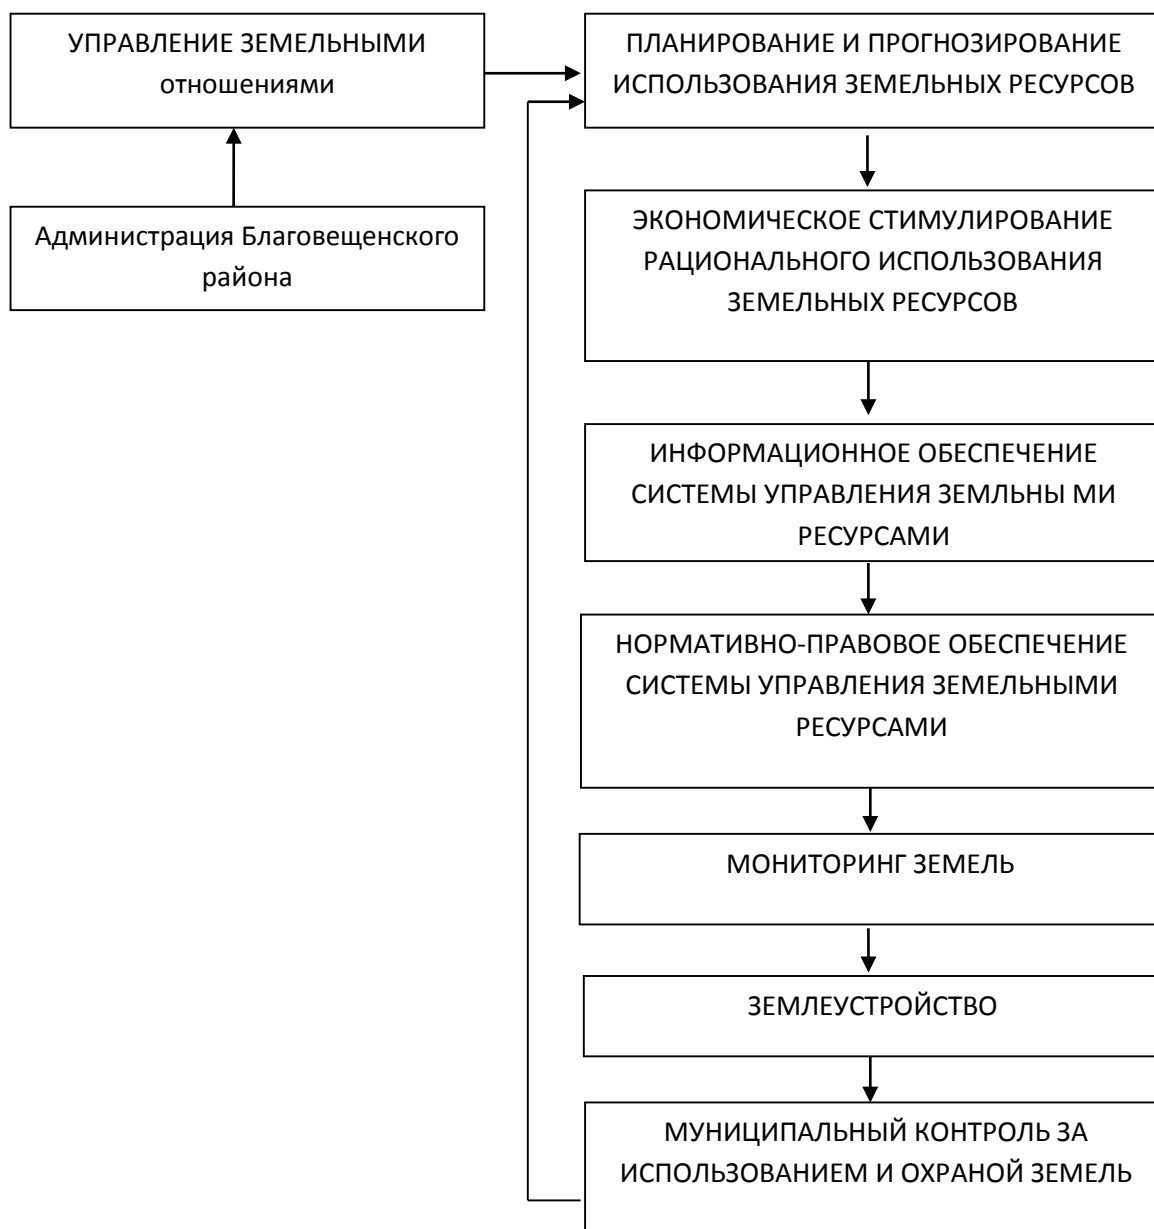 УПРАВЛЕНИЕ ЗЕМЕЛЬНЫМИ
отношениями
Администрация Благовещенского
района
ПЛАНИРОВАНИЕ И ПРОГНОЗИРОВАНИЕ
ИСПОЛЬЗОВАНИЯ ЗЕМЕЛЬНЫХ РЕСУРСОВ
ЭКОНОМИЧЕСКОЕ СТИМУЛИРОВАНИЕ
РАЦИОНАЛЬНОГО ИСПОЛЬЗОВАНИЯ
ЗЕМЕЛЬНЫХ РЕСУРСОВ
ИНФОРМАЦИОННОЕ ОБЕСПЕЧЕНИЕ
СИСТЕМЫ УПРАВЛЕНИЯ ЗЕМЛЬНЫ МИ
РЕСУРСАМИ
НОРМАТИВНО-ПРАВОВОЕ ОБЕСПЕЧЕНИЕ
СИСТЕМЫ УПРАВЛЕНИЯ ЗЕМЕЛЬНЫМИ
РЕСУРСАМИ
МОНИТОРИНГ ЗЕМЕЛЬ
ЗЕМЛЕУСТРОЙСТВО
МУНИЦИПАЛЬНЫЙ КОНТРОЛЬ ЗА
ИСПОЛЬЗОВАНИЕМ И ОХРАНОЙ ЗЕМЕЛЬ